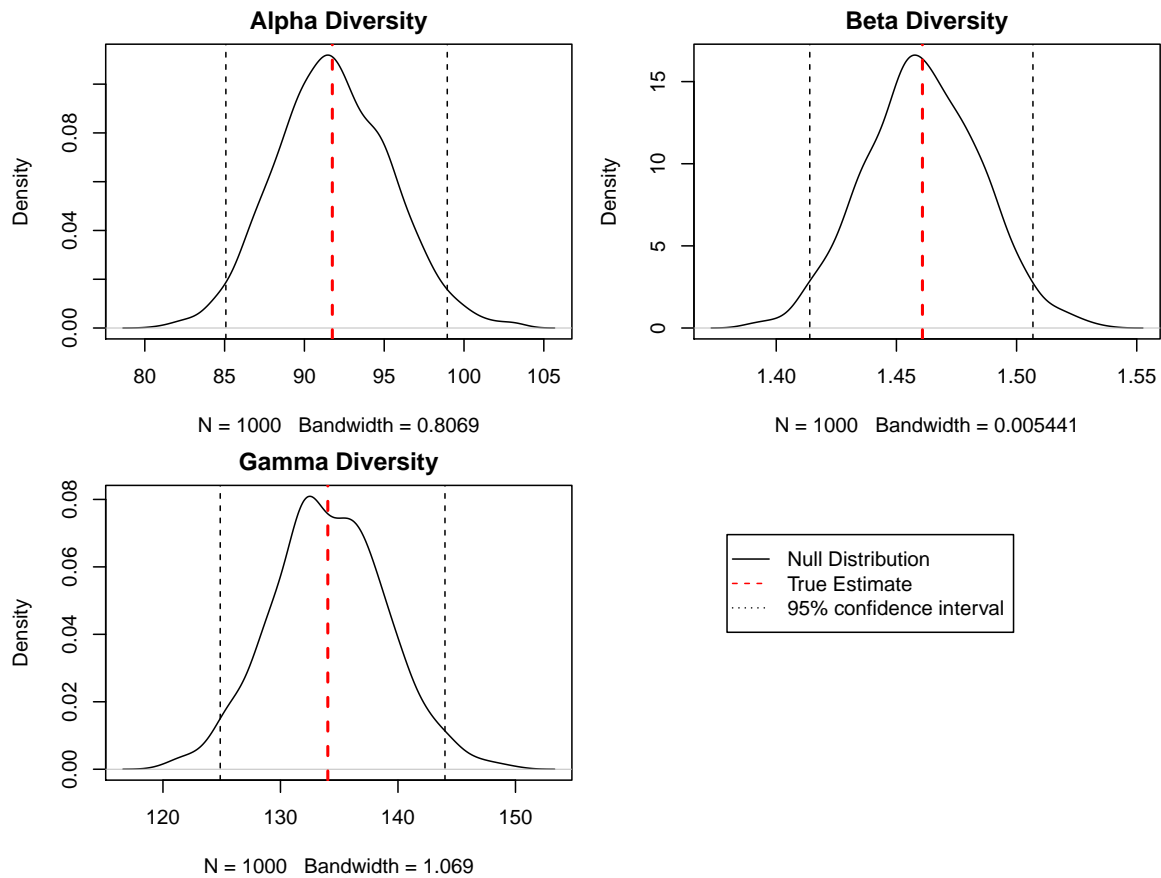 Alpha Diversity
Density
0.00
0.04
0.08
80 85 90 95 100 105
N = 1000 Bandwidth = 0.8069
Beta Diversity
Density
0
5
10
15
1.40 1.45 1.50 1.55
N = 1000 Bandwidth = 0.005441
Gamma Diversity
Density
0.00
0.02
0.04
0.06
0.08
120 130 140 150
N = 1000 Bandwidth = 1.069
Null Distribution
True Estimate
95% confidence interval